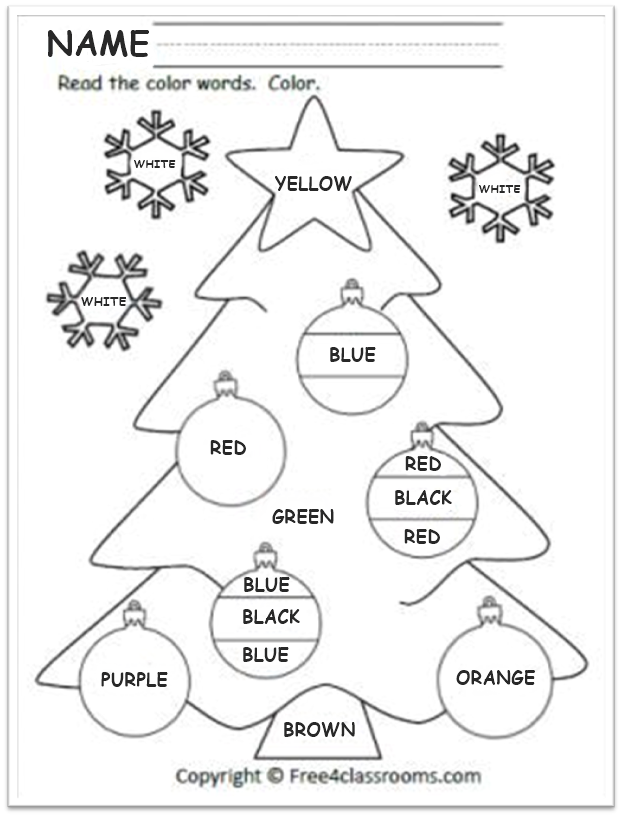 NAME
Read the color words. Color.
WHITE
YELLOW
WHITE
WHITE
BLUE
RED
RED
BLACK
RED
GREEN
BLUE
BLACK
BLUE
PURPLE
ORANGE
BROWN
Copyright © Free4classrooms.com